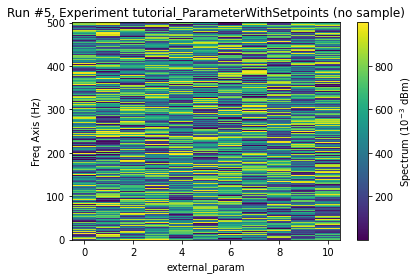 Run #5, Experiment tutorial_ParameterWithSetpoints (no sample)
500
400
300
200
100
0
Freq Axis (Hz)
0 2 4 6 8 10
external_param
800
600
400
200
Spectrum (10⁻³ dBm)